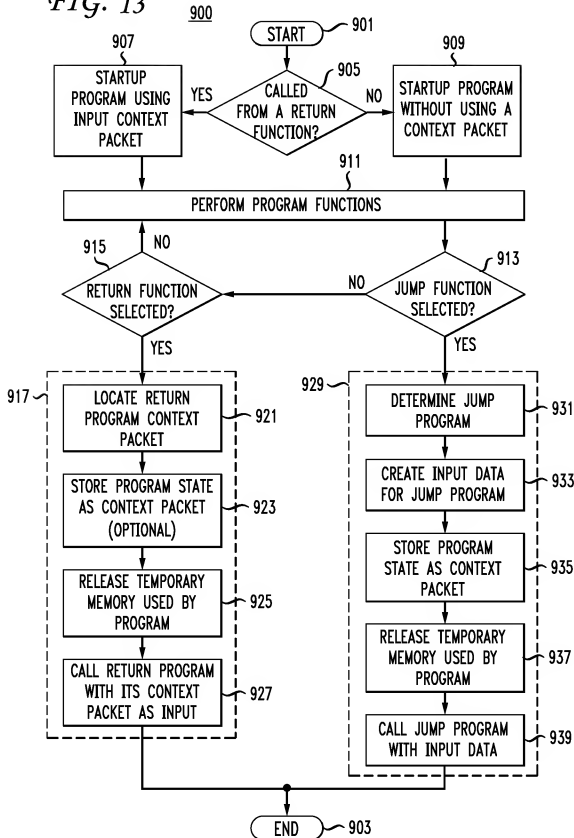 FIG. 13
900
START
901
907
STARTUP
PROGRAM USING
INPUT CONTEXT
PACKET
YES
905
CALLED
FROM A RETURN
FUNCTION?
NO
909
STARTUP PROGRAM
WITHOUT USING A
CONTEXT PACKET
911
PERFORM PROGRAM FUNCTIONS
915
NO
RETURN FUNCTION
SELECTED?
YES
NO
913
JUMP FUNCTION
SELECTED?
YES
917
LOCATE RETURN
PROGRAM CONTEXT
PACKET
921
STORE PROGRAM STATE
AS CONTEXT PACKET
(OPTIONAL)
923
RELEASE TEMPORARY
MEMORY USED BY
PROGRAM
925
CALL RETURN PROGRAM
WITH ITS CONTEXT
PACKET AS INPUT
927
929
DETERMINE JUMP
PROGRAM
931
CREATE INPUT DATA
FOR JUMP PROGRAM
933
STORE PROGRAM
STATE AS CONTEXT
PACKET
935
RELEASE TEMPORARY
MEMORY USED BY
PROGRAM
937
CALL JUMP PROGRAM
WITH INPUT DATA
939
END
903